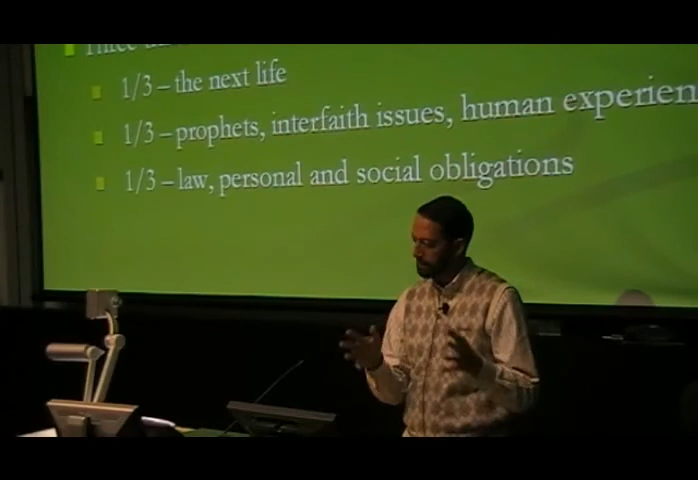 Three
1/3 – the next life
1/3 – prophets, interfaith issues, human experien
1/3 – law, personal and social obligations